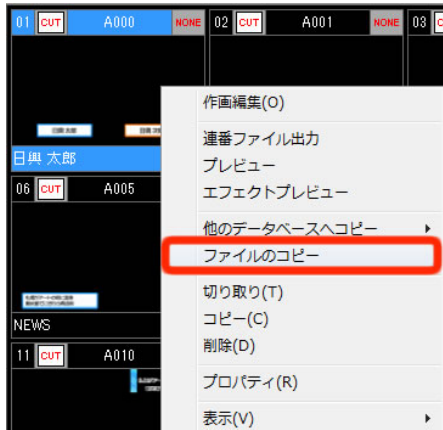 01 CUT A000 NONE 02 CUT A001 NONE 03
日興 太郎
日興 太郎
06 CUT A005
NEWS
11 CUT A010
作画編集(O)
連番ファイル出力
プレビュー
エフェクトプレビュー
他のデータベースへコピー
ファイルのコピー
切り取り(T)
コピー(C)
削除(D)
プロパティ(R)
表示(V)